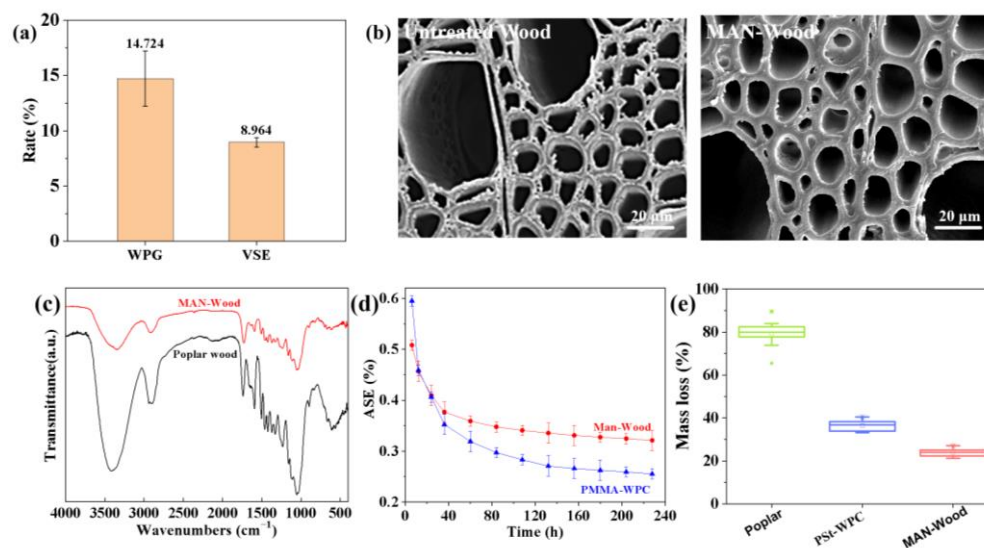 (a)
20
15
10
5
0
Rate (%)
14.724
8.964
WPG
VSE
(b)
Untreated Wood
20 μm
MAN-Wood
20 μm
(c)
MAN-Wood
Poplar wood
Transmittance(a.u.)
4000 3500 3000 2500 2000 1500 1000 500
Wavenumbers (cm⁻¹)
(d)
0.6
0.5
0.4
0.3
0.2
ASE (%)
Man-Wood
PMMA-WPC
0 40 80 120 160 200 240
Time (h)
(e)
100
80
60
40
20
0
Mass loss (%)
Poplar
PSt-WPC
MAN-Wood